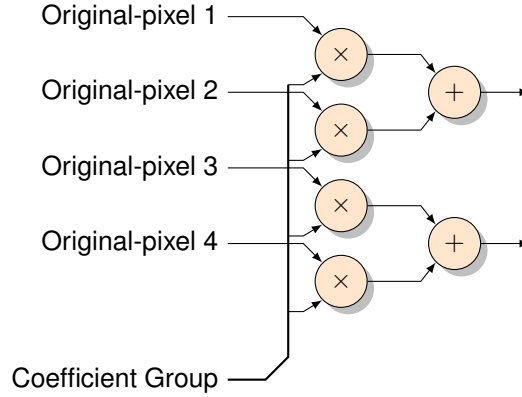 Original-pixel 1
×
Original-pixel 2
+
×
Original-pixel 3
×
Original-pixel 4
+
×
Coefficient Group